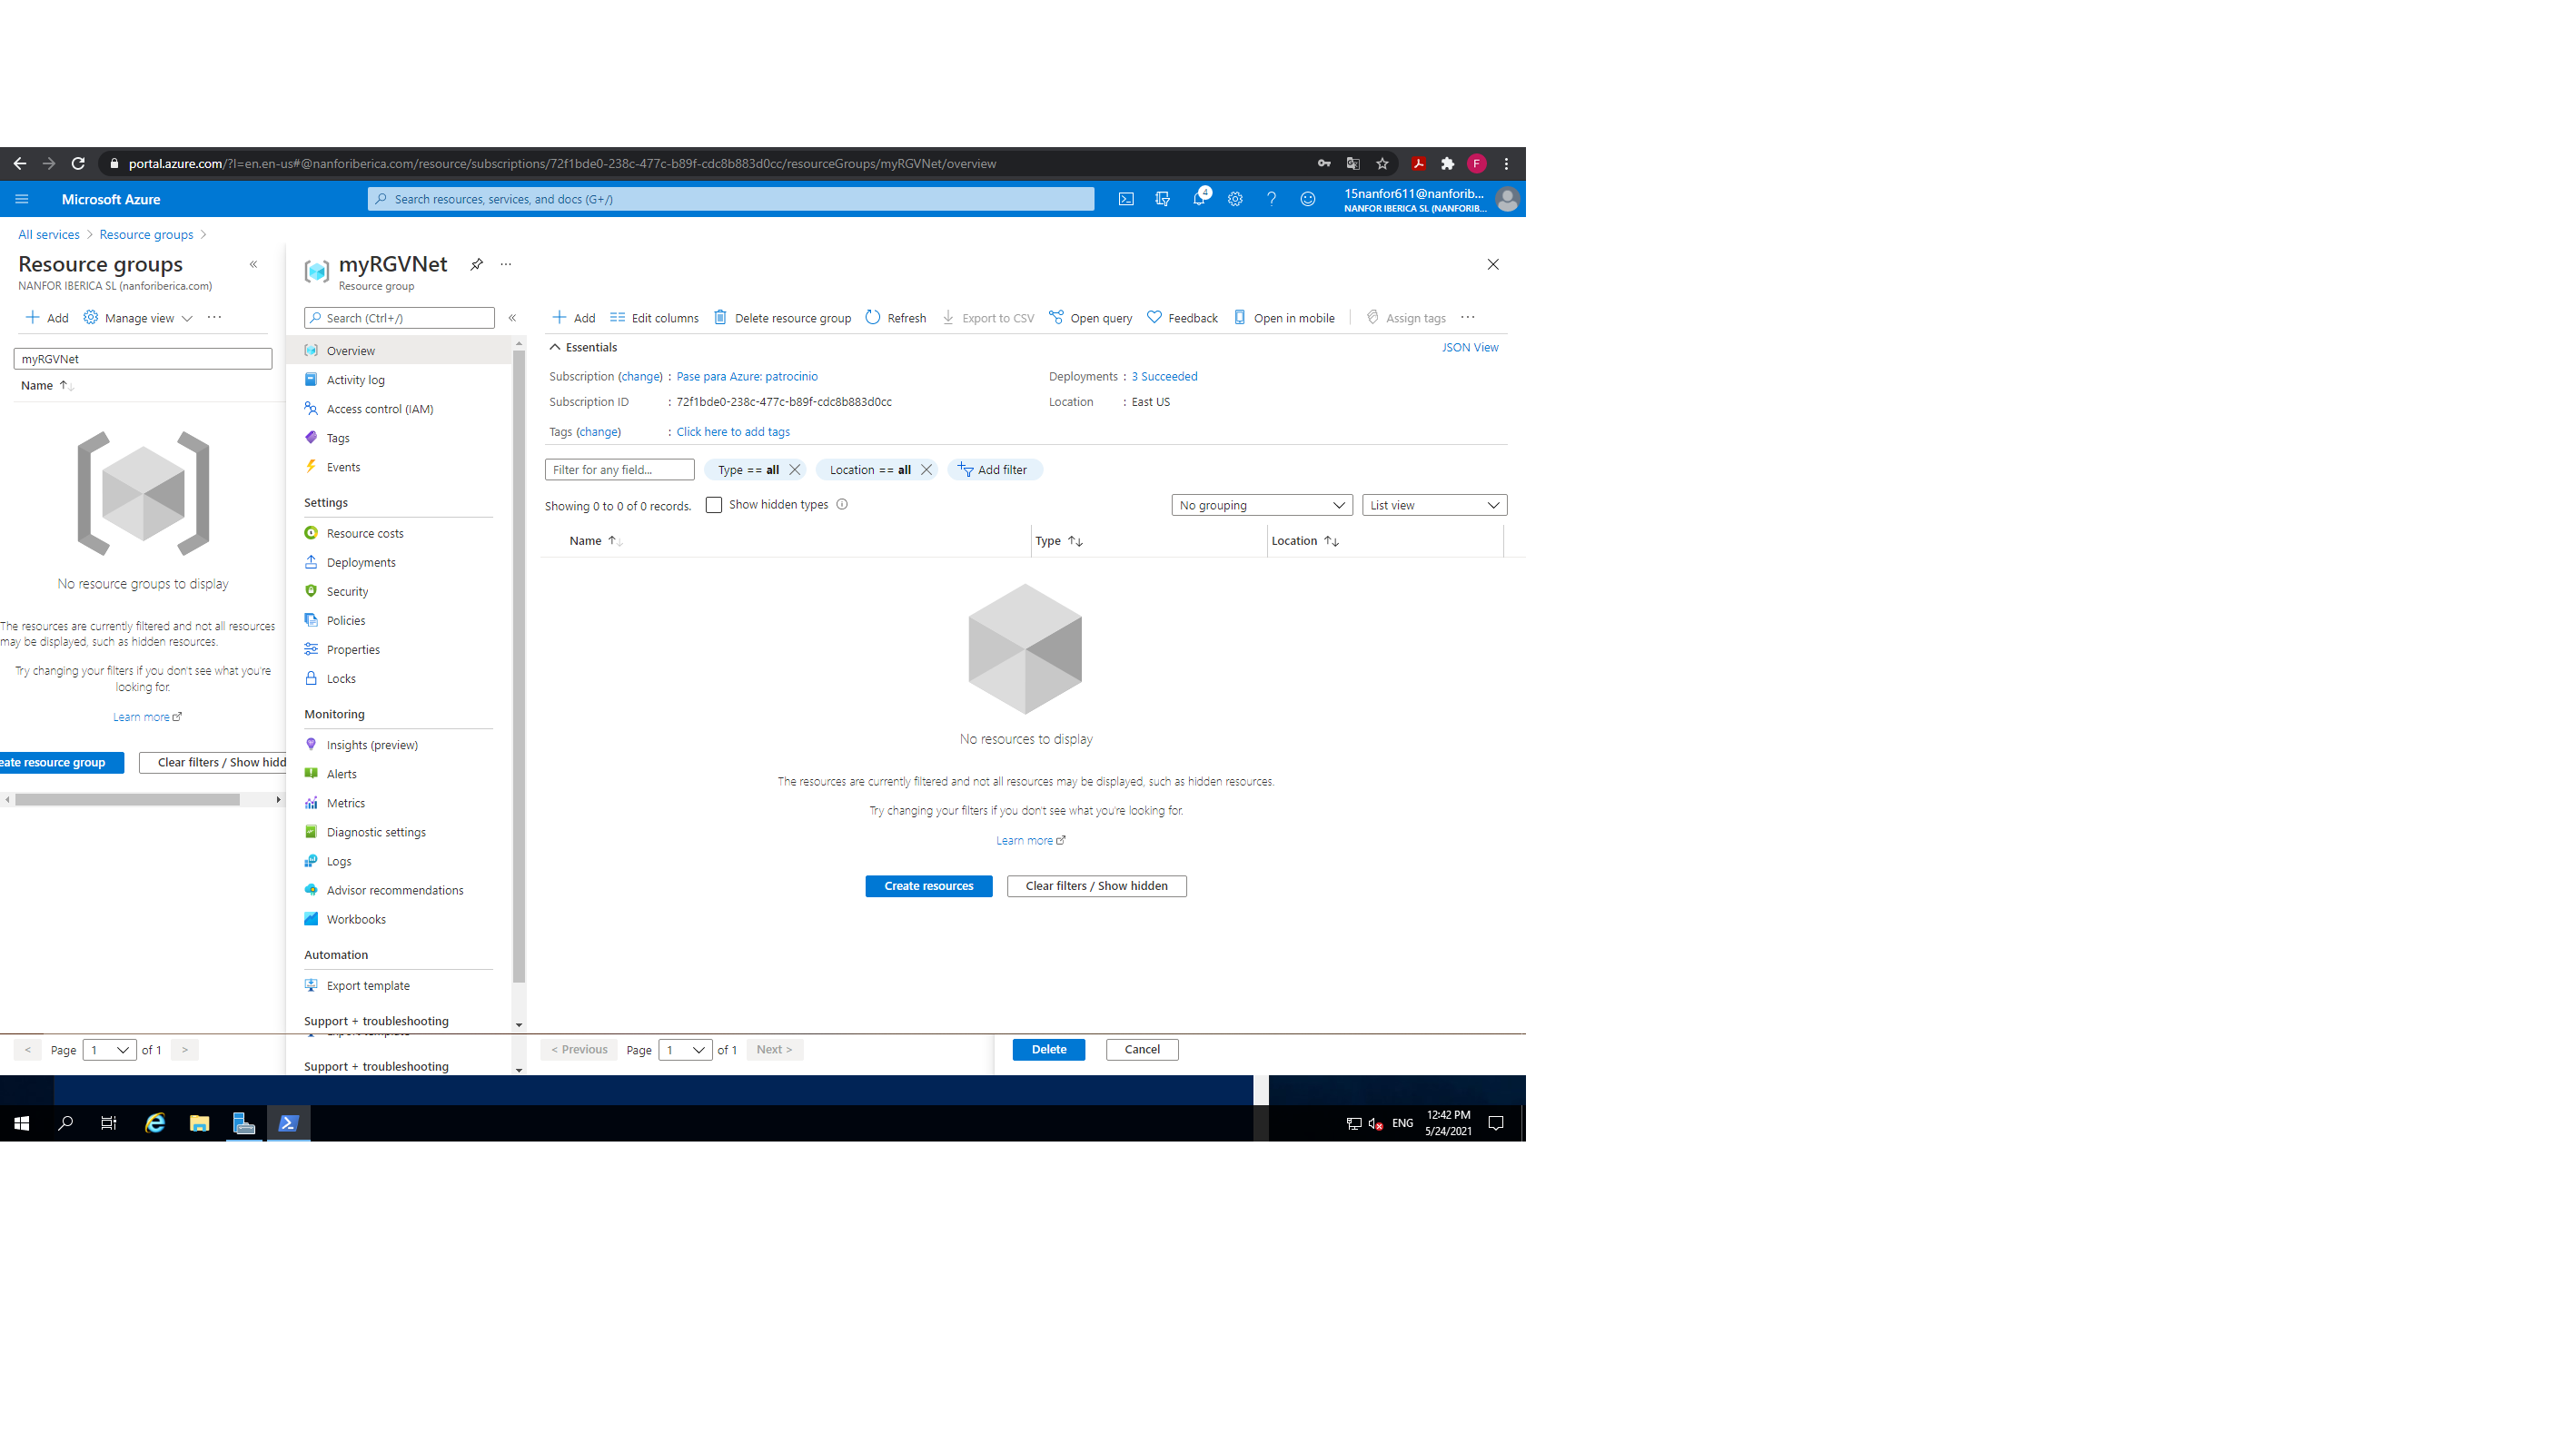 portal.azure.com/?l=en.en-us#@nanforiberica.com/resource/subscriptions/72f1bde0-238c-477c-b89f-cdc8b883d0cc/resourceGroups/myRGVNet/overview
F
Microsoft Azure
Search resources, services, and docs (G+/)
4
15nanfor611@nanforib...
NANFOR IBERICA SL (NANFORIB...
All services > Resource groups >
Resource groups
«
NANFOR IBERICA SL (nanforiberica.com)
Add
Manage view
...
myRGVNet
Name
No resource groups to display
The resources are currently filtered and not all resources
may be displayed, such as hidden resources.
Try changing your filters if you don't see what you're
looking for.
Learn more
eate resource group
Clear filters / Show hidd
< Page 1 of 1 >
myRGVNet
...
Resource group
Search (Ctrl+/)
«
Overview
Activity log
Access control (IAM)
Tags
Events
Settings
Resource costs
Deployments
Security
Policies
Properties
Locks
Monitoring
Insights (preview)
Alerts
Metrics
Diagnostic settings
Logs
Advisor recommendations
Workbooks
Automation
Export template
Support + troubleshooting
Export template
Support + troubleshooting
Add
Edit columns
Delete resource group
Refresh
Export to CSV
Open query
Feedback
Open in mobile
Assign tags
...
Essentials
JSON View
Subscription (change) : Pase para Azure: patrocinio
Deployments : 3 Succeeded
Subscription ID : 72f1bde0-238c-477c-b89f-cdc8b883d0cc
Location : East US
Tags (change) : Click here to add tags
Filter for any field...
Type == all
Location == all
Add filter
Showing 0 to 0 of 0 records.
Show hidden types
No grouping
List view
Name
Type
Location
No resources to display
The resources are currently filtered and not all resources may be displayed, such as hidden resources.
Try changing your filters if you don't see what you're looking for.
Learn more
Create resources
Clear filters / Show hidden
< Previous Page 1 of 1 Next >
Delete
Cancel
ENG
12:42 PM
5/24/2021